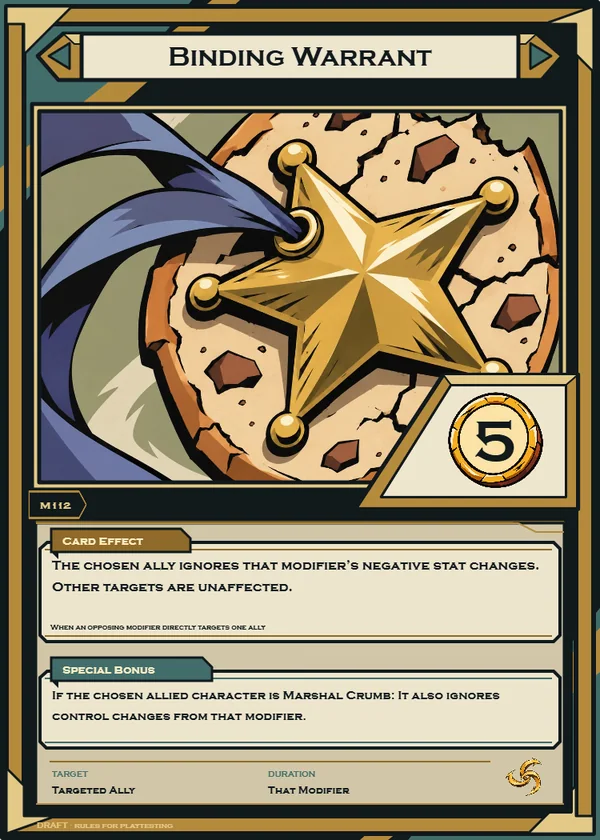 Binding Warrant
5
M112
Card Effect
The chosen ally ignores that modifier's negative stat changes.
Other targets are unaffected.
When an opposing modifier directly targets one ally
Special Bonus
If the chosen allied character is Marshal Crumb: It also ignores
control changes from that modifier.
Target
Duration
Targeted Ally
That Modifier
DRAFT · Rules for playtesting